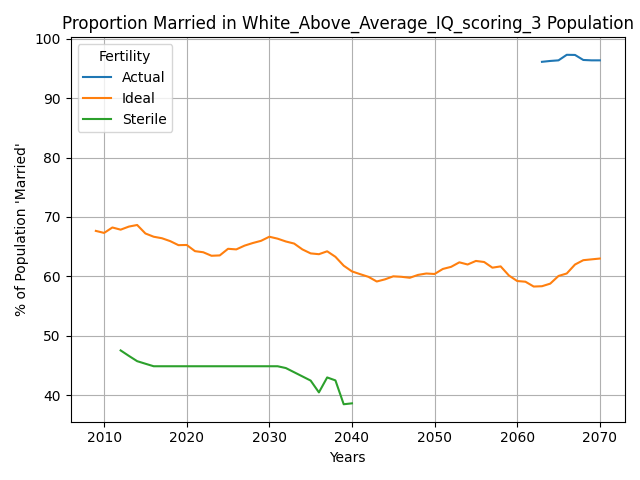 Proportion Married in White_Above_Average_IQ_scoring_3 Population
100
90
80
70
60
50
40
% of Population 'Married'
Fertility
Actual
Ideal
Sterile
2010 2020 2030 2040 2050 2060 2070
Years